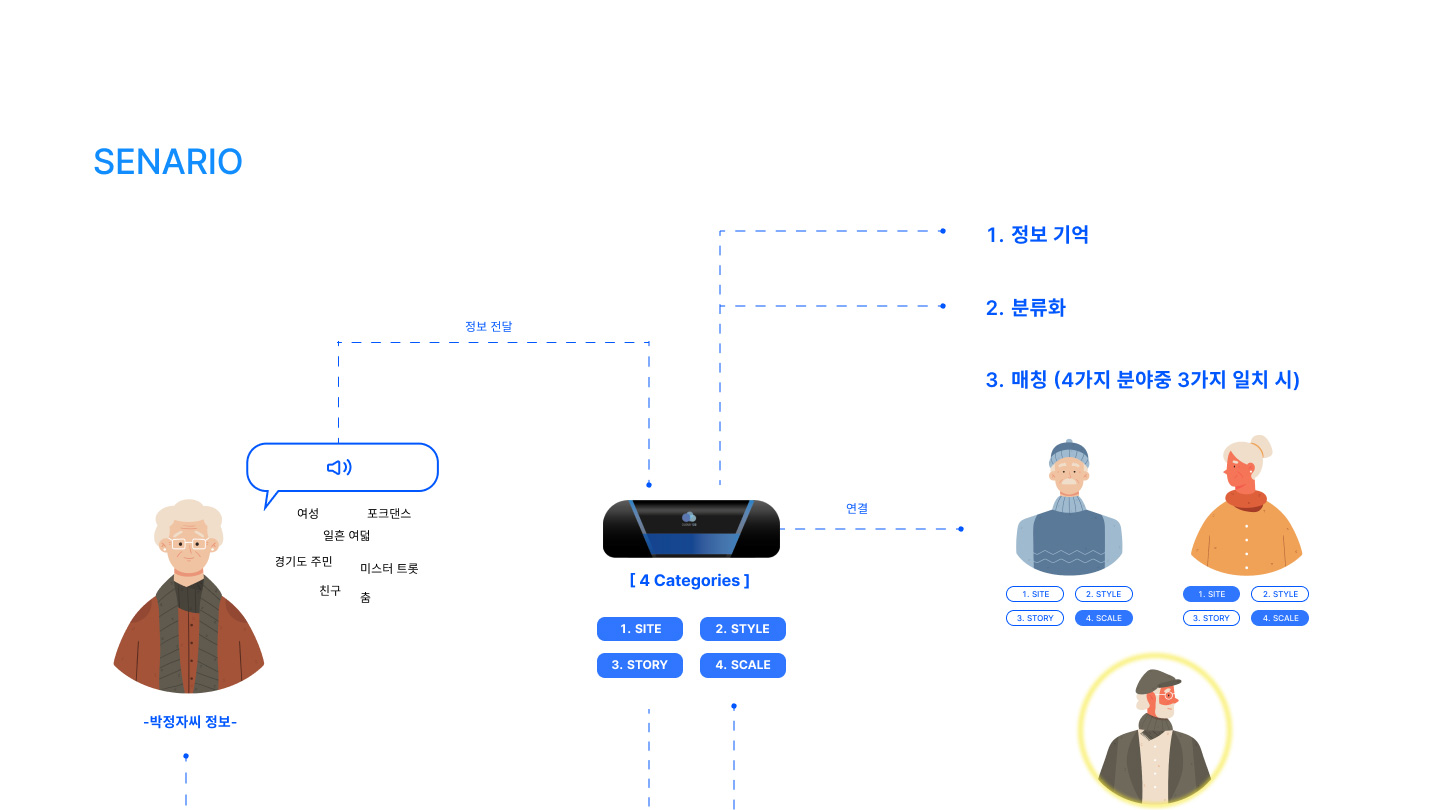 SENARIO
정보 전달
여성
포크댄스
일흔 여덟
경기도 주민
미스터 트롯
친구
춤
-박정자씨 정보-
[ 4 Categories ]
1. SITE
2. STYLE
3. STORY
4. SCALE
연결
1. 정보 기억
2. 분류화
3. 매칭 (4가지 분야중 3가지 일치 시)
1. SITE
2. STYLE
3. STORY
4. SCALE
1. SITE
2. STYLE
3. STORY
4. SCALE